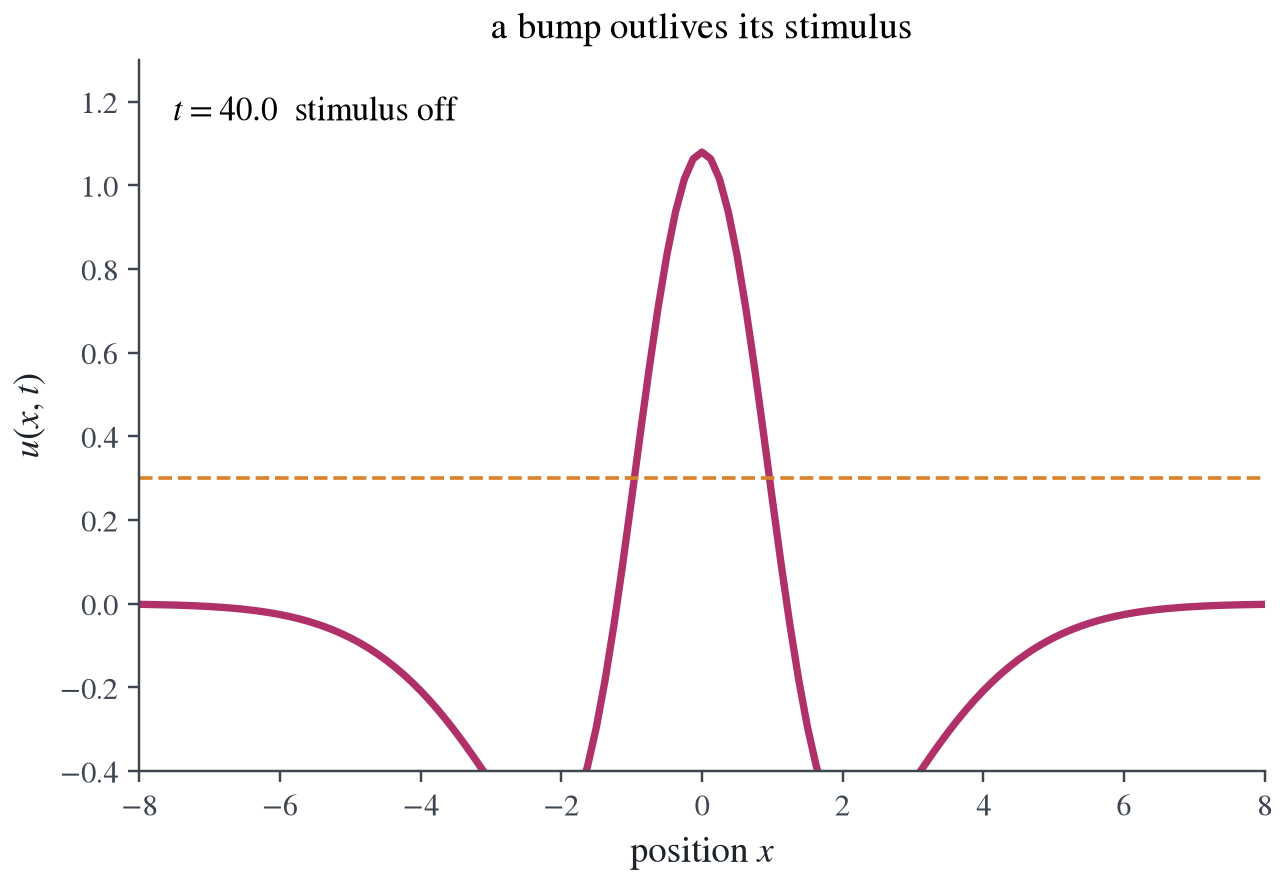 a bump outlives its stimulus
t = 40.0 stimulus off
1.2
1.0
0.8
0.6
0.4
0.2
0.0
−0.2
−0.4
u(x, t)
−8 −6 −4 −2 0 2 4 6 8
position x